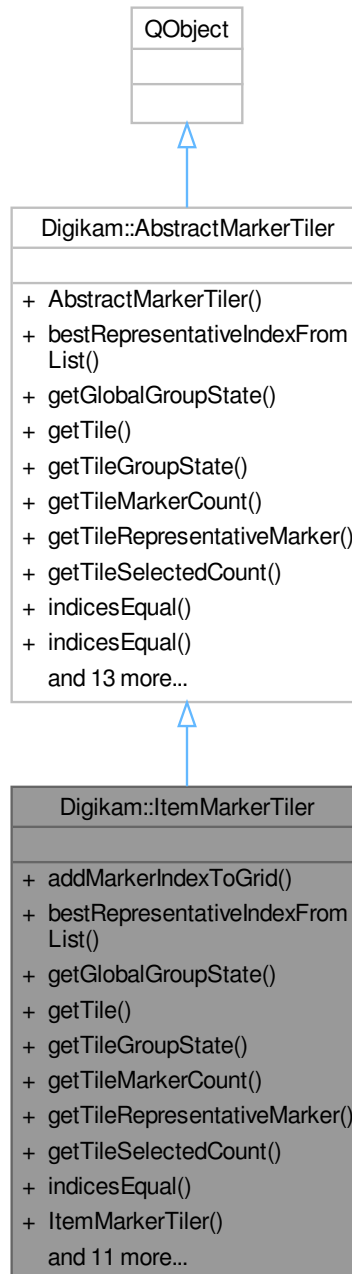 QObject
Digikam::AbstractMarkerTiler
+ AbstractMarkerTiler()
+ bestRepresentativeIndexFrom
List()
+ getGlobalGroupState()
+ getTile()
+ getTileGroupState()
+ getTileMarkerCount()
+ getTileRepresentativeMarker()
+ getTileSelectedCount()
+ indicesEqual()
+ indicesEqual()
and 13 more...
Digikam::ItemMarkerTiler
+ addMarkerIndexToGrid()
+ bestRepresentativeIndexFrom
List()
+ getGlobalGroupState()
+ getTile()
+ getTileGroupState()
+ getTileMarkerCount()
+ getTileRepresentativeMarker()
+ getTileSelectedCount()
+ indicesEqual()
+ ItemMarkerTiler()
and 11 more...